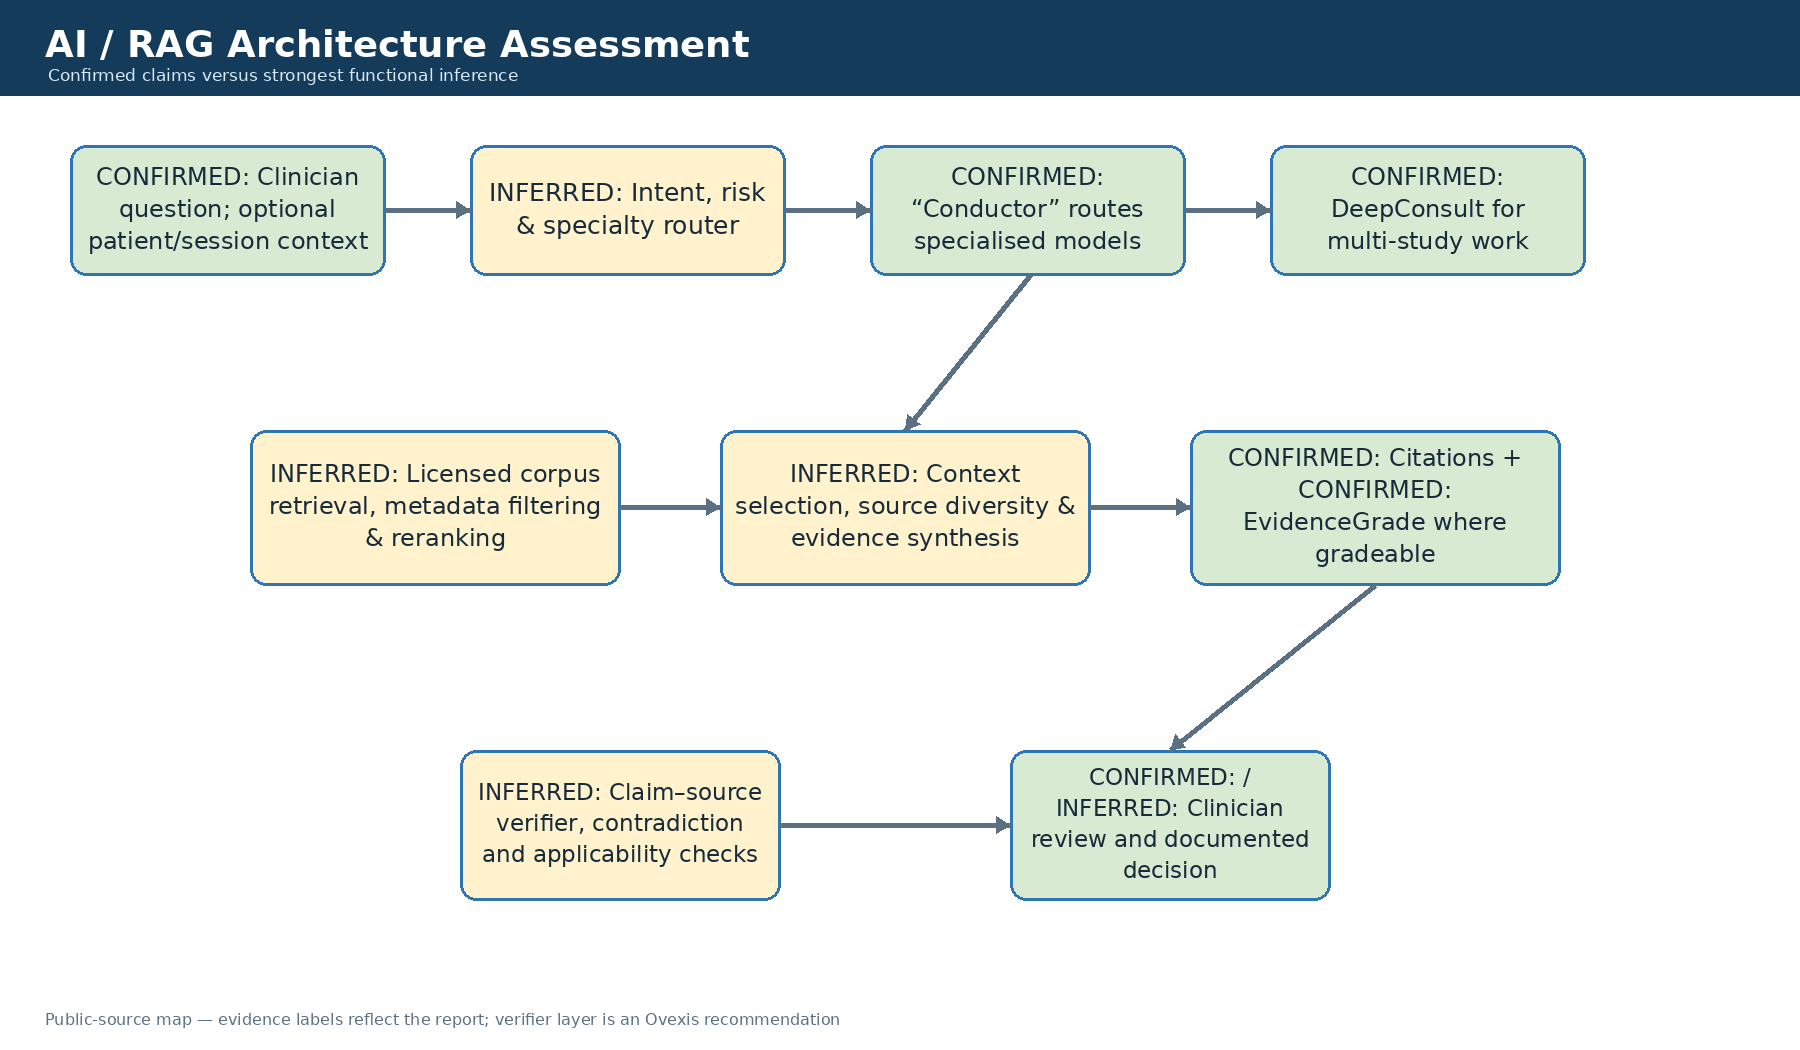 AI / RAG Architecture Assessment
Confirmed claims versus strongest functional inference
CONFIRMED: Clinician
question; optional
patient/session context
INFERRED: Intent, risk
& specialty router
CONFIRMED:
“Conductor” routes
specialised models
CONFIRMED:
DeepConsult for
multi-study work
INFERRED: Licensed corpus
retrieval, metadata filtering
& reranking
INFERRED: Context
selection, source diversity &
evidence synthesis
CONFIRMED: Citations +
CONFIRMED:
EvidenceGrade where
gradeable
INFERRED: Claim–source
verifier, contradiction
and applicability checks
CONFIRMED: /
INFERRED: Clinician
review and documented
decision
Public-source map — evidence labels reflect the report; verifier layer is an Ovexis recommendation